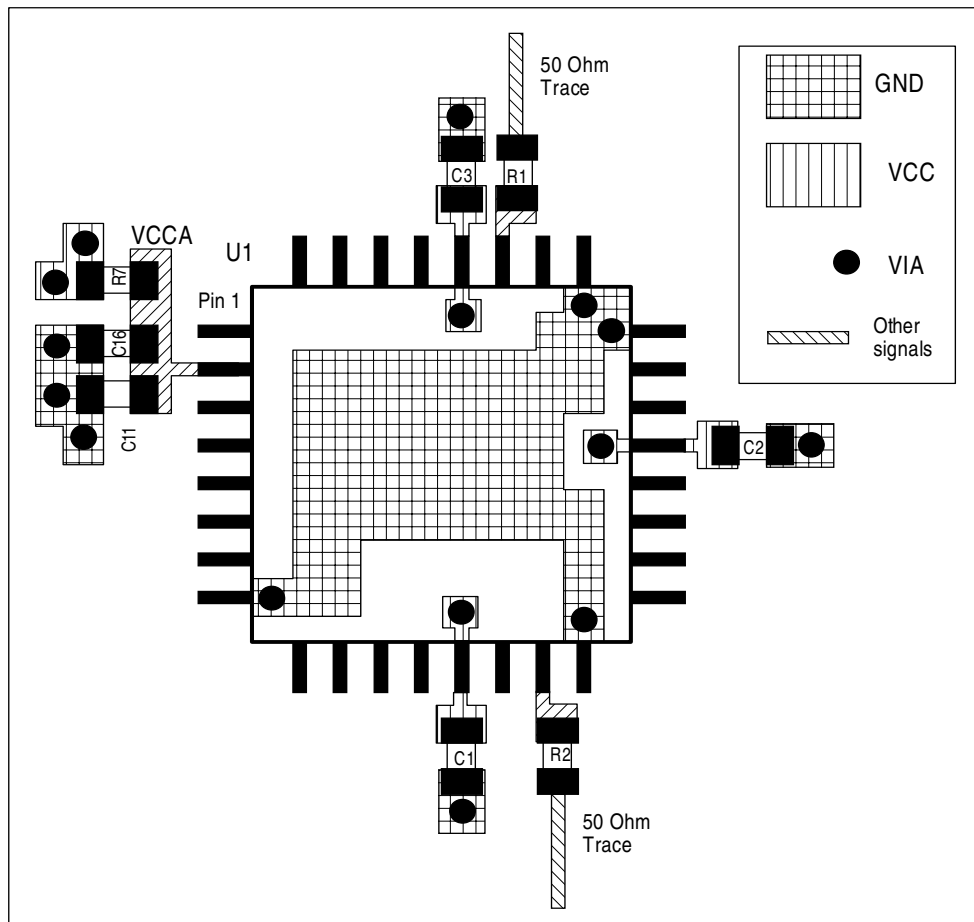 50 Ohm
Trace
GND
C3
R1
VCC
VCCA
U1
R7
VIA
Pin 1
Other
signals
C16
C11
C2
C1
R2
50 Ohm
Trace